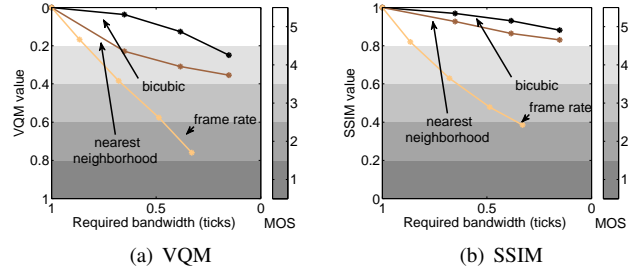 0
0.2
0.4
0.6
0.8
1
VQM value
1
0.5
0
Required bandwidth (ticks)
bicubic
nearest
neighborhood
frame rate
5
4
3
2
1
MOS
(a) VQM
1
0.8
0.6
0.4
0.2
0
SSIM value
1
0.5
0
Required bandwidth (ticks)
bicubic
nearest
neighborhood
frame rate
5
4
3
2
1
MOS
(b) SSIM